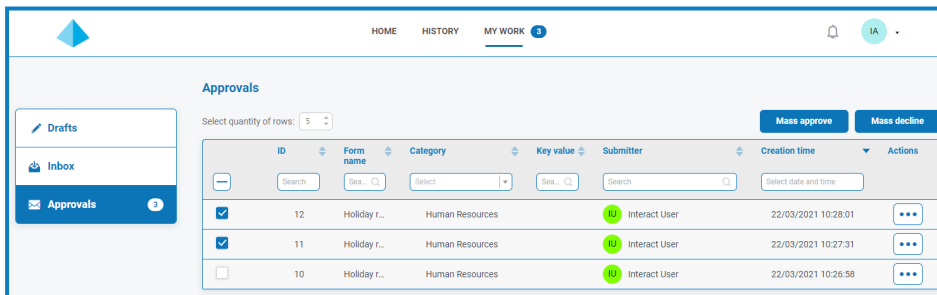 HOME HISTORY MY WORK 3 IA
Approvals
Select quantity of rows: 5
Mass approve Mass decline
Drafts
Inbox
Approvals 3
ID Form name Category Key value Submitter Creation time Actions
Search Sea... Select Sea... Search Select date and time
12 Holiday r... Human Resources IU Interact User 22/03/2021 10:28:01
11 Holiday r... Human Resources IU Interact User 22/03/2021 10:27:31
10 Holiday r... Human Resources IU Interact User 22/03/2021 10:26:58